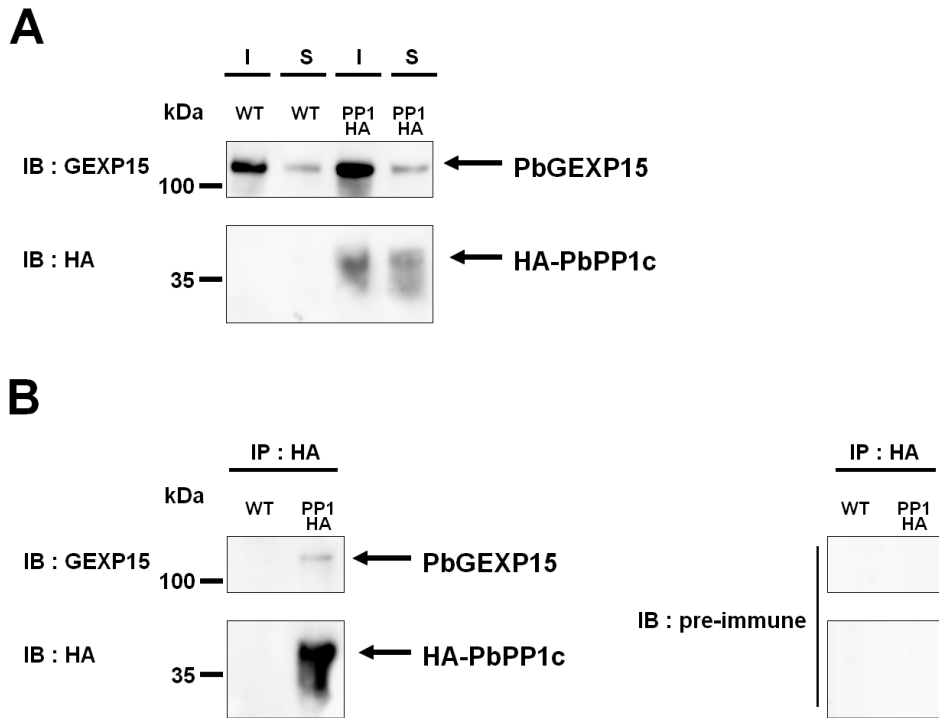 A
I S I S
kDa WT WT PP1 HA PP1 HA
IB : GEXP15
100
PbGEXP15
IB : HA
35
HA-PbPP1c
B
IP : HA
kDa WT PP1 HA
IB : GEXP15
100
PbGEXP15
IB : HA
35
HA-PbPP1c
IP : HA
WT PP1 HA
IB : pre-immune